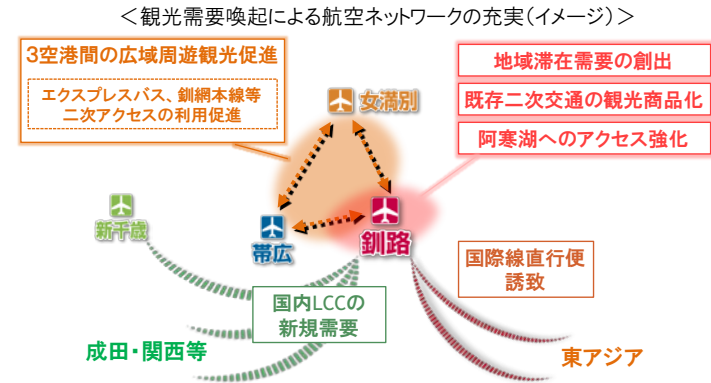 ＜観光需要喚起による航空ネットワークの充実(イメージ)＞
3空港間の広域周遊観光促進
エクスプレスバス、釧網本線等
二次アクセスの利用促進
地域滞在需要の創出
既存二次交通の観光商品化
阿寒湖へのアクセス強化
女満別
新千歳
帯広
釧路
国際線直行便
誘致
国内LCCの
新規需要
成田・関西等
東アジア